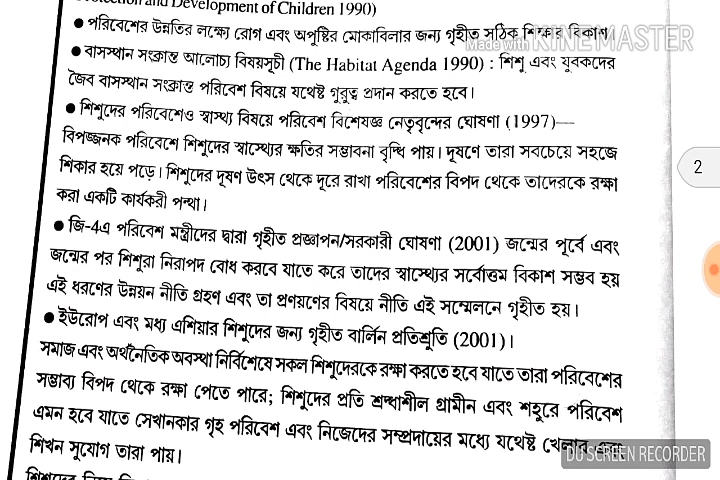 Protection and Development of Children 1990)
● পরিবেশের উন্নতির লক্ষ্যে রোগ এবং অপুষ্টির মোকাবিলার জন্য গৃহীত সঠিক শিক্ষার বিকাশ
Made with KINEMASTER
● বাসস্থান সংক্রান্ত আলোচ্য বিষয়সূচী (The Habitat Agenda 1990) : শিশু এবং যুবকদের
জৈব বাসস্থান সংক্রান্ত পরিবেশ বিষয়ে যথেষ্ট গুরুত্ব প্রদান করতে হবে।
● শিশুদের পরিবেশেও স্বাস্থ্য বিষয়ে পরিবেশ বিশেষজ্ঞ নেতৃবৃন্দের ঘোষণা (1997)—
বিপজ্জনক পরিবেশে শিশুদের স্বাস্থ্যের ক্ষতির সম্ভাবনা বৃদ্ধি পায়। দূষণে তারা সবচেয়ে সহজে
শিকার হয়ে পড়ে। শিশুদের দূষণ উৎস থেকে দূরে রাখা পরিবেশের বিপদ থেকে তাদেরকে রক্ষা
করা একটি কার্যকরী পন্থা।
2
● জি-4এ পরিবেশ মন্ত্রীদের দ্বারা গৃহীত প্রজ্ঞাপন/সরকারী ঘোষণা (2001) জন্মের পূর্বে এবং
জন্মের পর শিশুরা নিরাপদ বোধ করবে যাতে করে তাদের স্বাস্থ্যের সর্বোত্তম বিকাশ সম্ভব হয়
এই ধরণের উন্নয়ন নীতি গ্রহণ এবং তা প্রণয়ণের বিষয়ে নীতি এই সম্মেলনে গৃহীত হয়।
● ইউরোপ এবং মধ্য এশিয়ার শিশুদের জন্য গৃহীত বার্লিন প্রতিশ্রুতি (2001)।
সমাজ এবং অর্থনৈতিক অবস্থা নির্বিশেষে সকল শিশুদেরকে রক্ষা করতে হবে যাতে তারা পরিবেশের
সম্ভাব্য বিপদ থেকে রক্ষা পেতে পারে; শিশুদের প্রতি শ্রদ্ধাশীল গ্রামীন এবং শহুরে পরিবেশ
এমন হবে যাতে সেখানকার গৃহ পরিবেশ এবং নিজেদের সম্প্রদায়ের মধ্যে যথেষ্ট খেলার এবং
শিখন সুযোগ তারা পায়।
DU SCREEN RECORDER